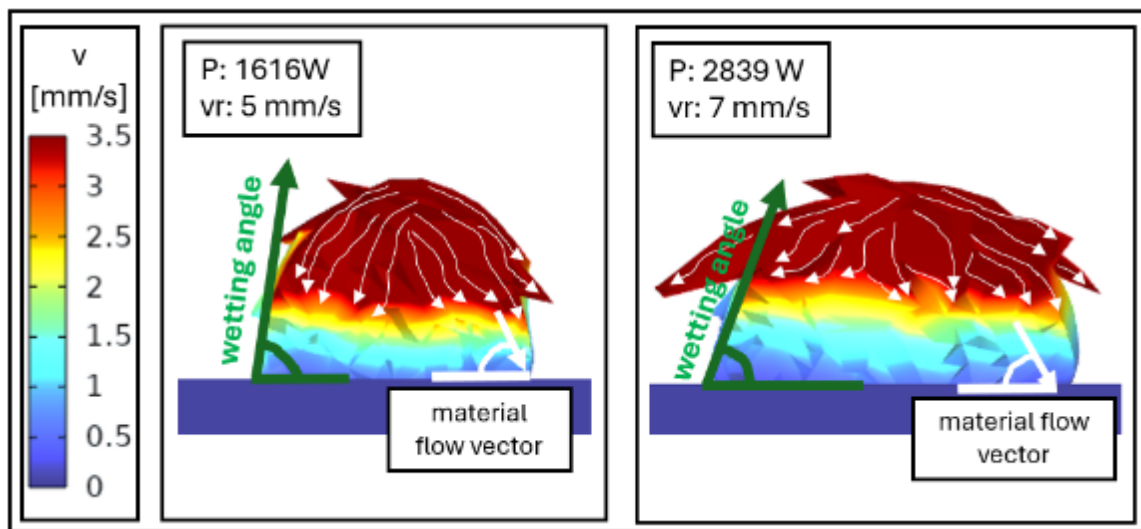 v
[mm/s]
3.5
3
2.5
2
1.5
1
0.5
0
P: 1616W
vr: 5 mm/s
wetting angle
material
flow vector
P: 2839 W
vr: 7 mm/s
wetting angle
material flow
vector